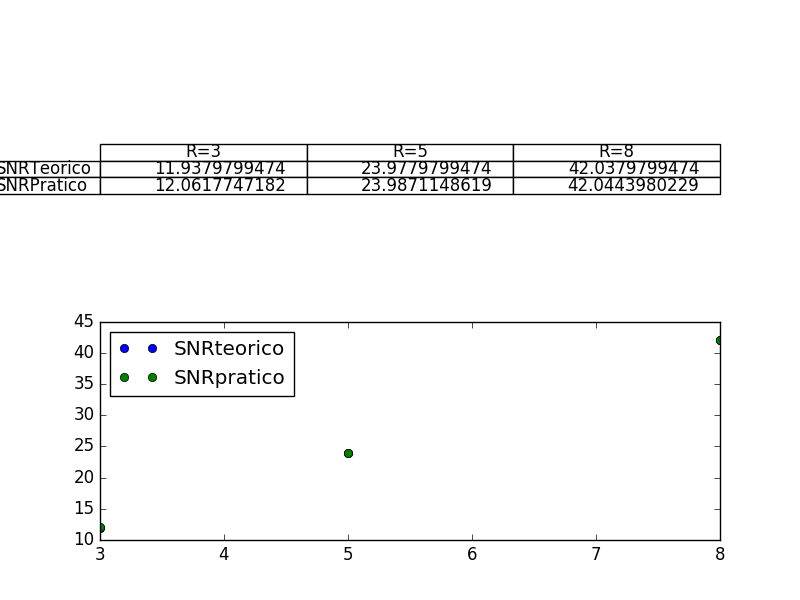 R=3 R=5 R=8
SNRTeorico 11.9379799474 23.9779799474 42.0379799474
SNRPratico 12.0617747182 23.9871148619 42.0443980229
45
40
35
30
25
20
15
10
SNRteorico
SNRpratico
3 4 5 6 7 8